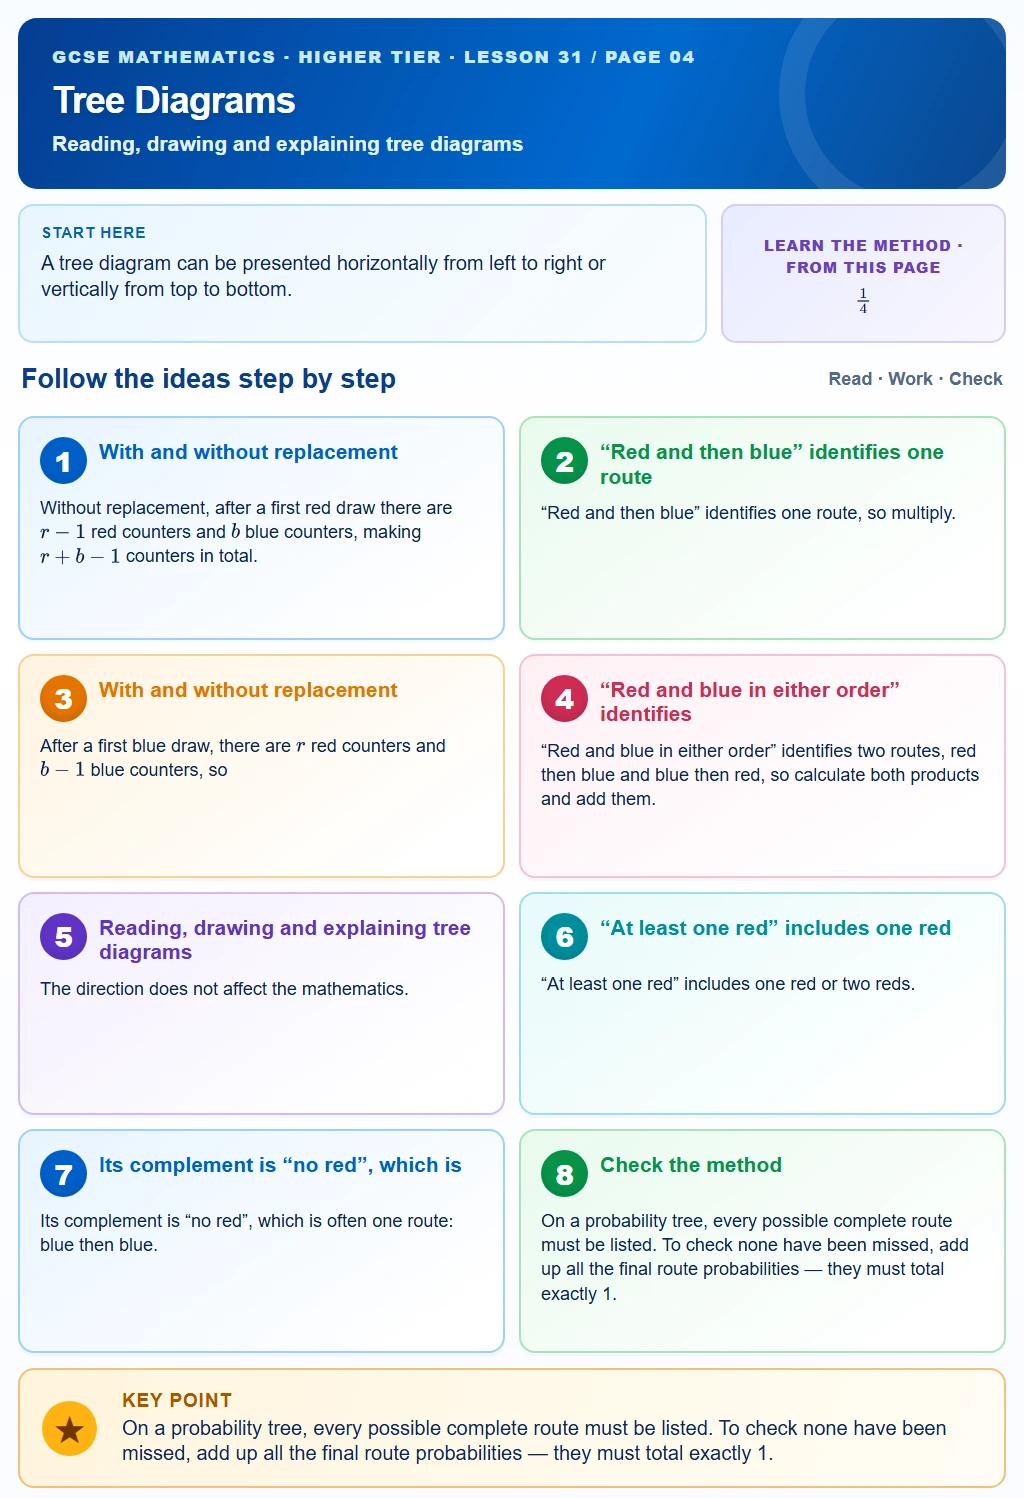 GCSE MATHEMATICS · HIGHER TIER · LESSON 31 / PAGE 04
Tree Diagrams
Reading, drawing and explaining tree diagrams
START HERE
A tree diagram can be presented horizontally from left to right or
vertically from top to bottom.
LEARN THE METHOD ·
FROM THIS PAGE
1/4
Follow the ideas step by step
Read · Work · Check
1
With and without replacement
Without replacement, after a first red draw there are
r − 1 red counters and b blue counters, making
r + b − 1 counters in total.
2
“Red and then blue” identifies one
route
“Red and then blue” identifies one route, so multiply.
3
With and without replacement
After a first blue draw, there are r red counters and
b − 1 blue counters, so
4
“Red and blue in either order”
identifies
“Red and blue in either order” identifies two routes, red
then blue and blue then red, so calculate both products
and add them.
5
Reading, drawing and explaining tree
diagrams
The direction does not affect the mathematics.
6
“At least one red” includes one red
“At least one red” includes one red or two reds.
7
Its complement is “no red”, which is
Its complement is “no red”, which is often one route:
blue then blue.
8
Check the method
On a probability tree, every possible complete route
must be listed. To check none have been missed, add
up all the final route probabilities — they must total
exactly 1.
KEY POINT
On a probability tree, every possible complete route must be listed. To check none have been
missed, add up all the final route probabilities — they must total exactly 1.